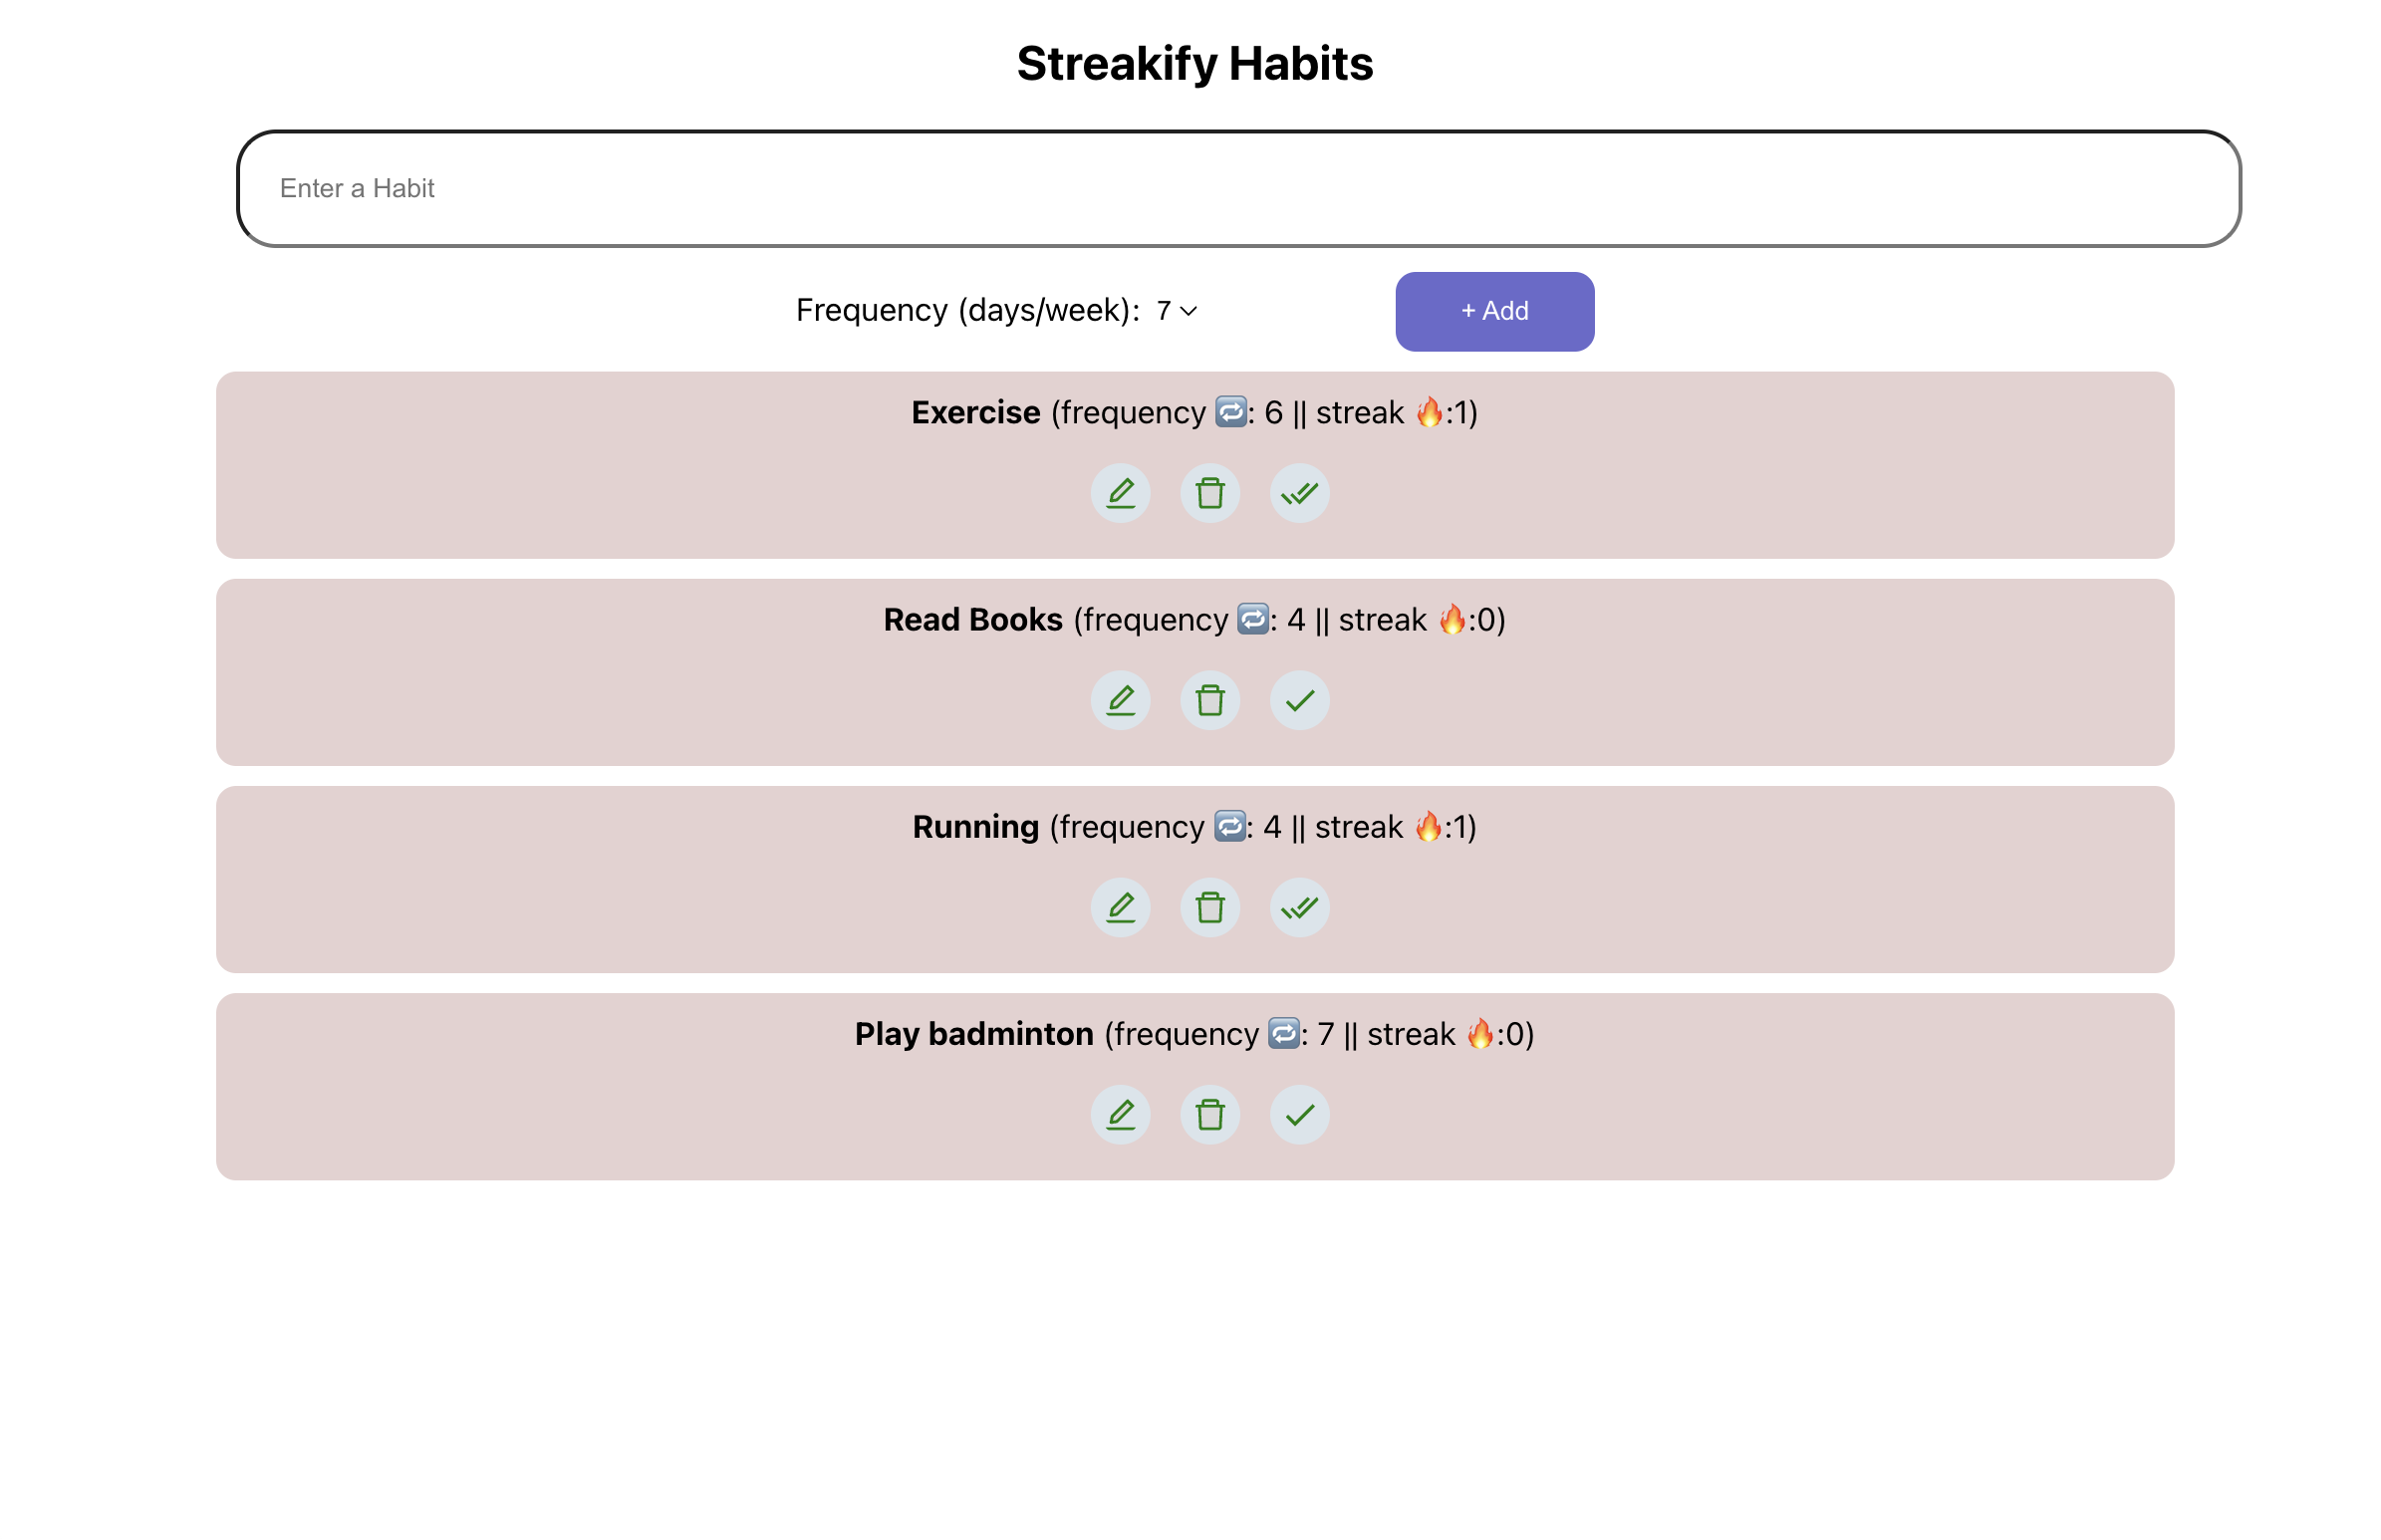 Streakify Habits
Enter a Habit
Frequency (days/week): 7
+ Add
Exercise (frequency 🔁: 6 || streak 🔥:1)
Read Books (frequency 🔁: 4 || streak 🔥:0)
Running (frequency 🔁: 4 || streak 🔥:1)
Play badminton (frequency 🔁: 7 || streak 🔥:0)